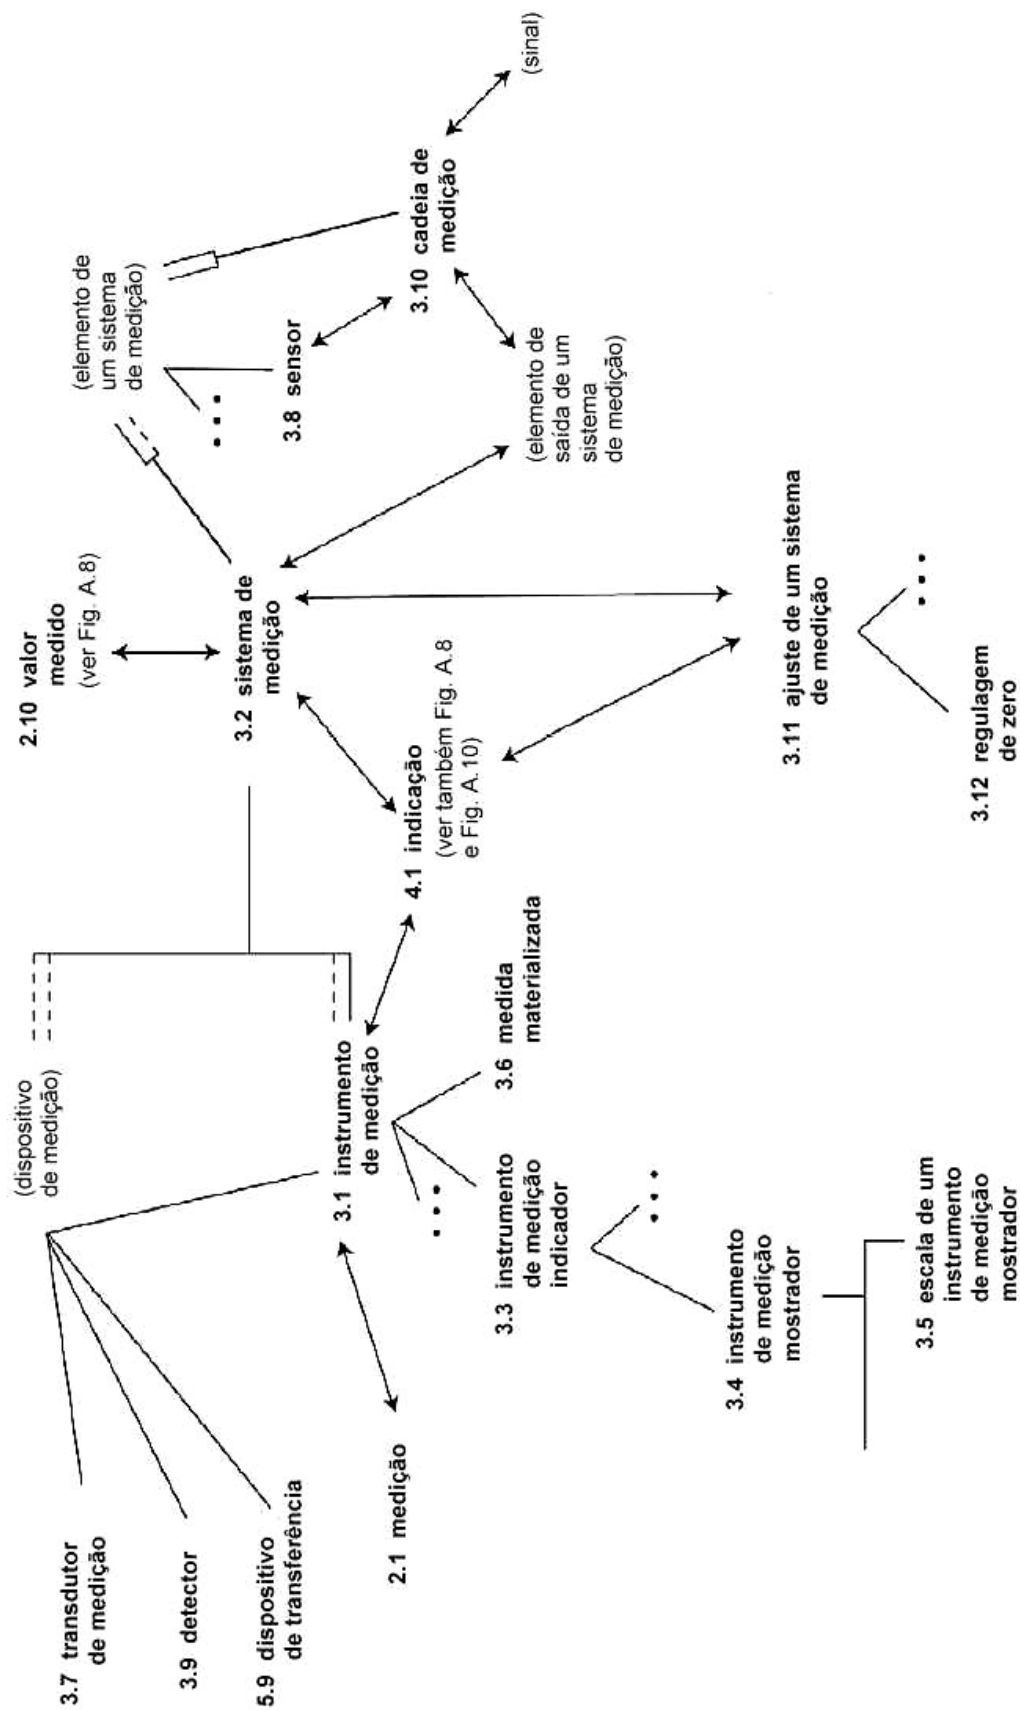 2.10 valor
medido
(ver Fig. A.8)
(elemento de
um sistema
de medição)
(dispositivo
de medição)
3.7 transdutor
de medição
3.9 detector
5.9 dispositivo
de transferência
3.2 sistema de
medição
3.8 sensor
3.1 instrumento
de medição
2.1 medição
4.1 indicação
(ver também Fig. A.8
e Fig. A.10)
3.10 cadeia de
medição
(sinal)
(elemento de
saída de um
sistema
de medição)
3.3 instrumento
de medição
indicador
3.6 medida
materializada
3.4 instrumento
de medição
mostrador
3.11 ajuste de um sistema
de medição
3.5 escala de um
instrumento
de medição
mostrador
3.12 regulagem
de zero